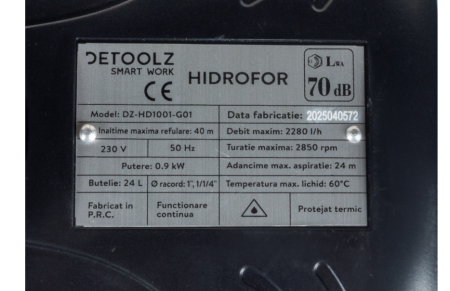 DETOOLZ
SMART WORK
CE
HIDROFOR
LWA
70 dB
Model: DZ-HD1001-G01
Data fabricatie: 2025040572
Inaltime maxima refulare: 40 m
Debit maxim: 2280 l/h
230 V
50 Hz
Turatie maxima: 2850 rpm
Putere: 0.9 kW
Adancime max. aspiratie: 24 m
Butelie: 24 L
Ø racord: 1", 1/1/4"
Temperatura max. lichid: 60°C
Fabricat in
P.R.C.
Functionare
continua
Protejat termic